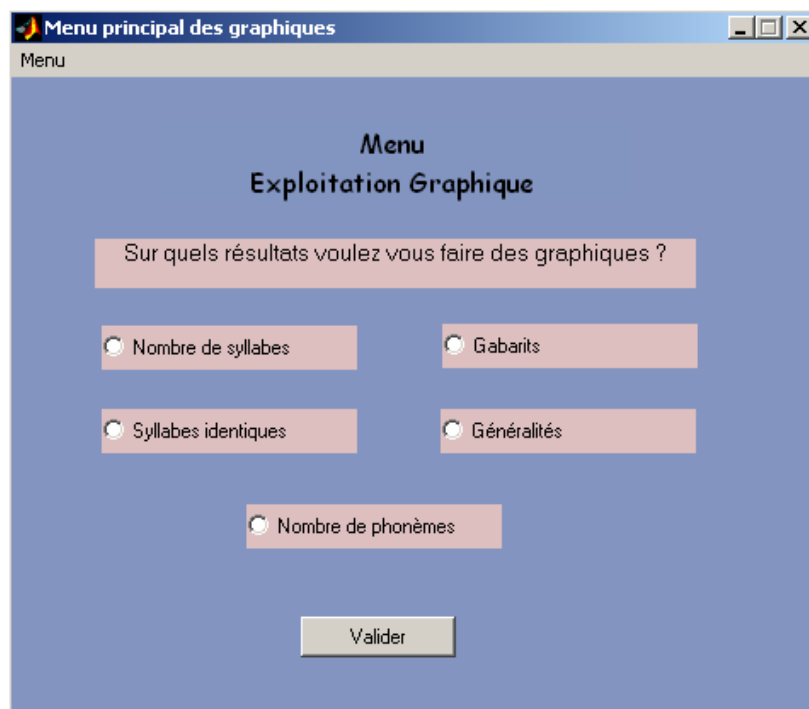 Menu principal des graphiques
Menu
Menu
Exploitation Graphique
Sur quels résultats voulez vous faire des graphiques ?
Nombre de syllabes
Gabarits
Syllabes identiques
Généralités
Nombre de phonèmes
Valider